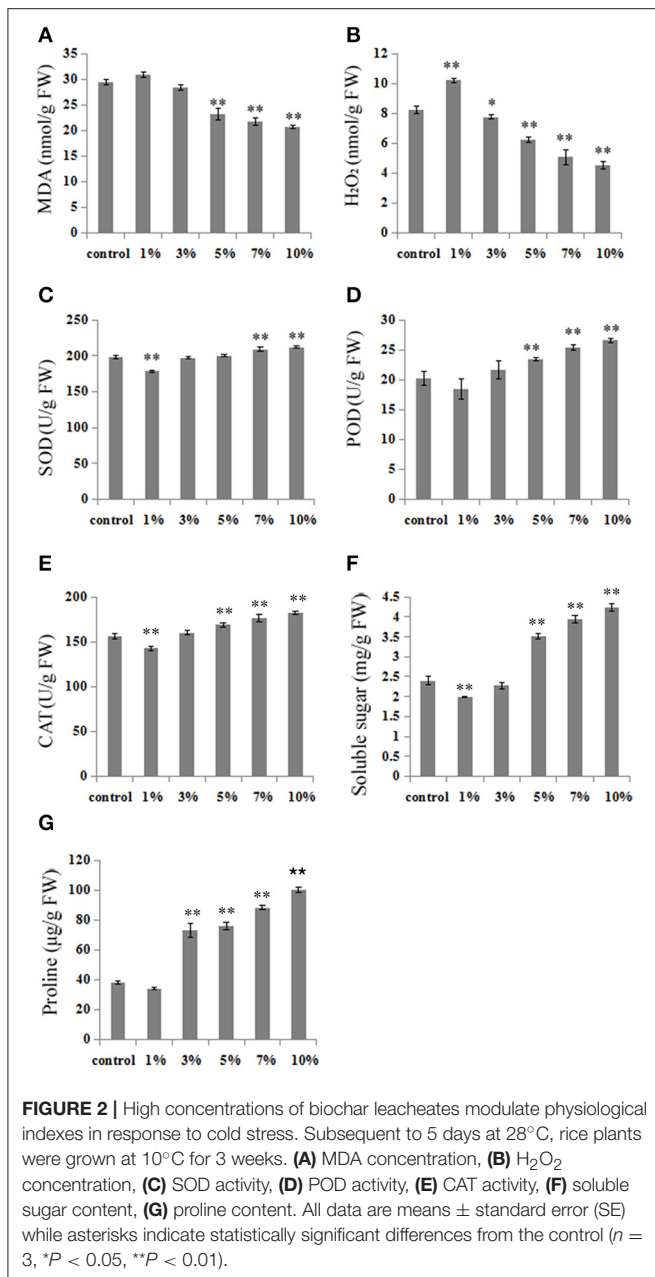 A
MDA (nmol/g FW)
35
30
25
20
15
10
5
0
** ** **
control 1% 3% 5% 7% 10%
B
H₂O₂ (nmol/g FW)
12
10
8
6
4
2
0
** * ** ** **
control 1% 3% 5% 7% 10%
C
SOD(U/g FW)
250
200
150
100
50
0
** ** **
control 1% 3% 5% 7% 10%
D
POD(U/g FW)
30
25
20
15
10
5
0
** ** **
control 1% 3% 5% 7% 10%
E
CAT(U/g FW)
200
150
100
50
0
** ** ** **
control 1% 3% 5% 7% 10%
F
Soluble sugar (mg/g FW)
4.5
4
3.5
3
2.5
2
1.5
1
0.5
0
** ** ** **
control 1% 3% 5% 7% 10%
G
Proline (µg/g FW)
120
100
80
60
40
20
0
** ** ** **
control 1% 3% 5% 7% 10%
FIGURE 2 | High concentrations of biochar leacheates modulate physiological
indexes in response to cold stress. Subsequent to 5 days at 28°C, rice plants
were grown at 10°C for 3 weeks. (A) MDA concentration, (B) H₂O₂
concentration, (C) SOD activity, (D) POD activity, (E) CAT activity, (F) soluble
sugar content, (G) proline content. All data are means ± standard error (SE)
while asterisks indicate statistically significant differences from the control (n =
3, *P < 0.05, **P < 0.01).